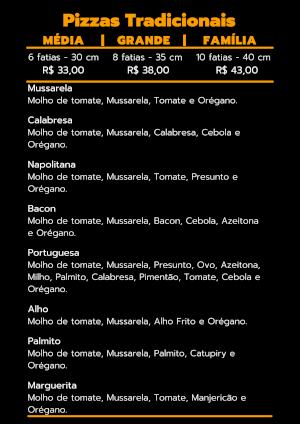 Pizzas Tradicionais
MÉDIA | GRANDE | FAMÍLIA
6 fatias - 30 cm 8 fatias - 35 cm 10 fatias - 40 cm
R$ 33,00 R$ 38,00 R$ 43,00
Mussarela
Molho de tomate, Mussarela, Tomate e Orégano.
Calabresa
Molho de tomate, Mussarela, Calabresa, Cebola e
Orégano.
Napolitana
Molho de tomate, Mussarela, Tomate, Presunto e
Orégano.
Bacon
Molho de tomate, Mussarela, Bacon, Cebola, Azeitona
e Orégano.
Portuguesa
Molho de tomate, Mussarela, Presunto, Ovo, Azeitona,
Milho, Palmito, Calabresa, Pimentão, Tomate, Cebola e
Orégano.
Alho
Molho de tomate, Mussarela, Alho Frito e Orégano.
Palmito
Molho de tomate, Mussarela, Palmito, Catupiry e
Orégano.
Marguerita
Molho de tomate, Mussarela, Tomate, Manjericão e
Orégano.